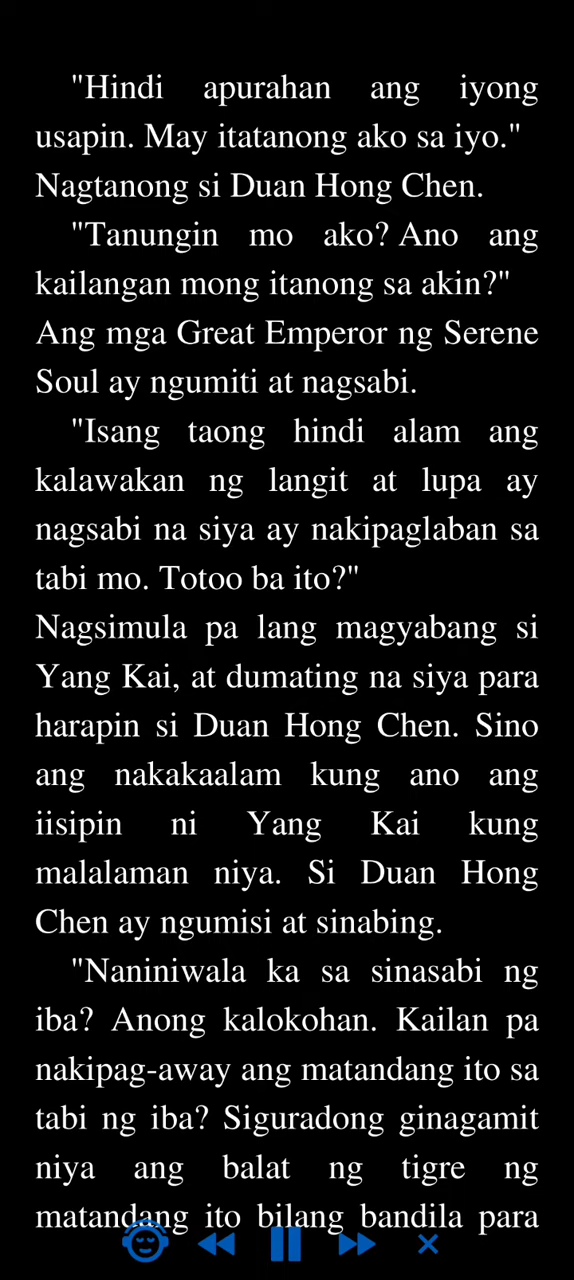 "Hindi apurahan ang iyong
usapin. May itatanong ako sa iyo."
Nagtanong si Duan Hong Chen.
"Tanungin mo ako? Ano ang
kailangan mong itanong sa akin?"
Ang mga Great Emperor ng Serene
Soul ay ngumiti at nagsabi.
"Isang taong hindi alam ang
kalawakan ng langit at lupa ay
nagsabi na siya ay nakipaglaban sa
tabi mo. Totoo ba ito?"
Nagsimula pa lang magyabang si
Yang Kai, at dumating na siya para
harapin si Duan Hong Chen. Sino
ang nakakaalam kung ano ang
iisipin ni Yang Kai kung
malalaman niya. Si Duan Hong
Chen ay ngumisi at sinabing.
"Naniniwala ka sa sinasabi ng
iba? Anong kalokohan. Kailan pa
nakipag-away ang matandang ito sa
tabi ng iba? Siguradong ginagamit
niya ang balat ng tigre ng
matandang ito bilang bandila para